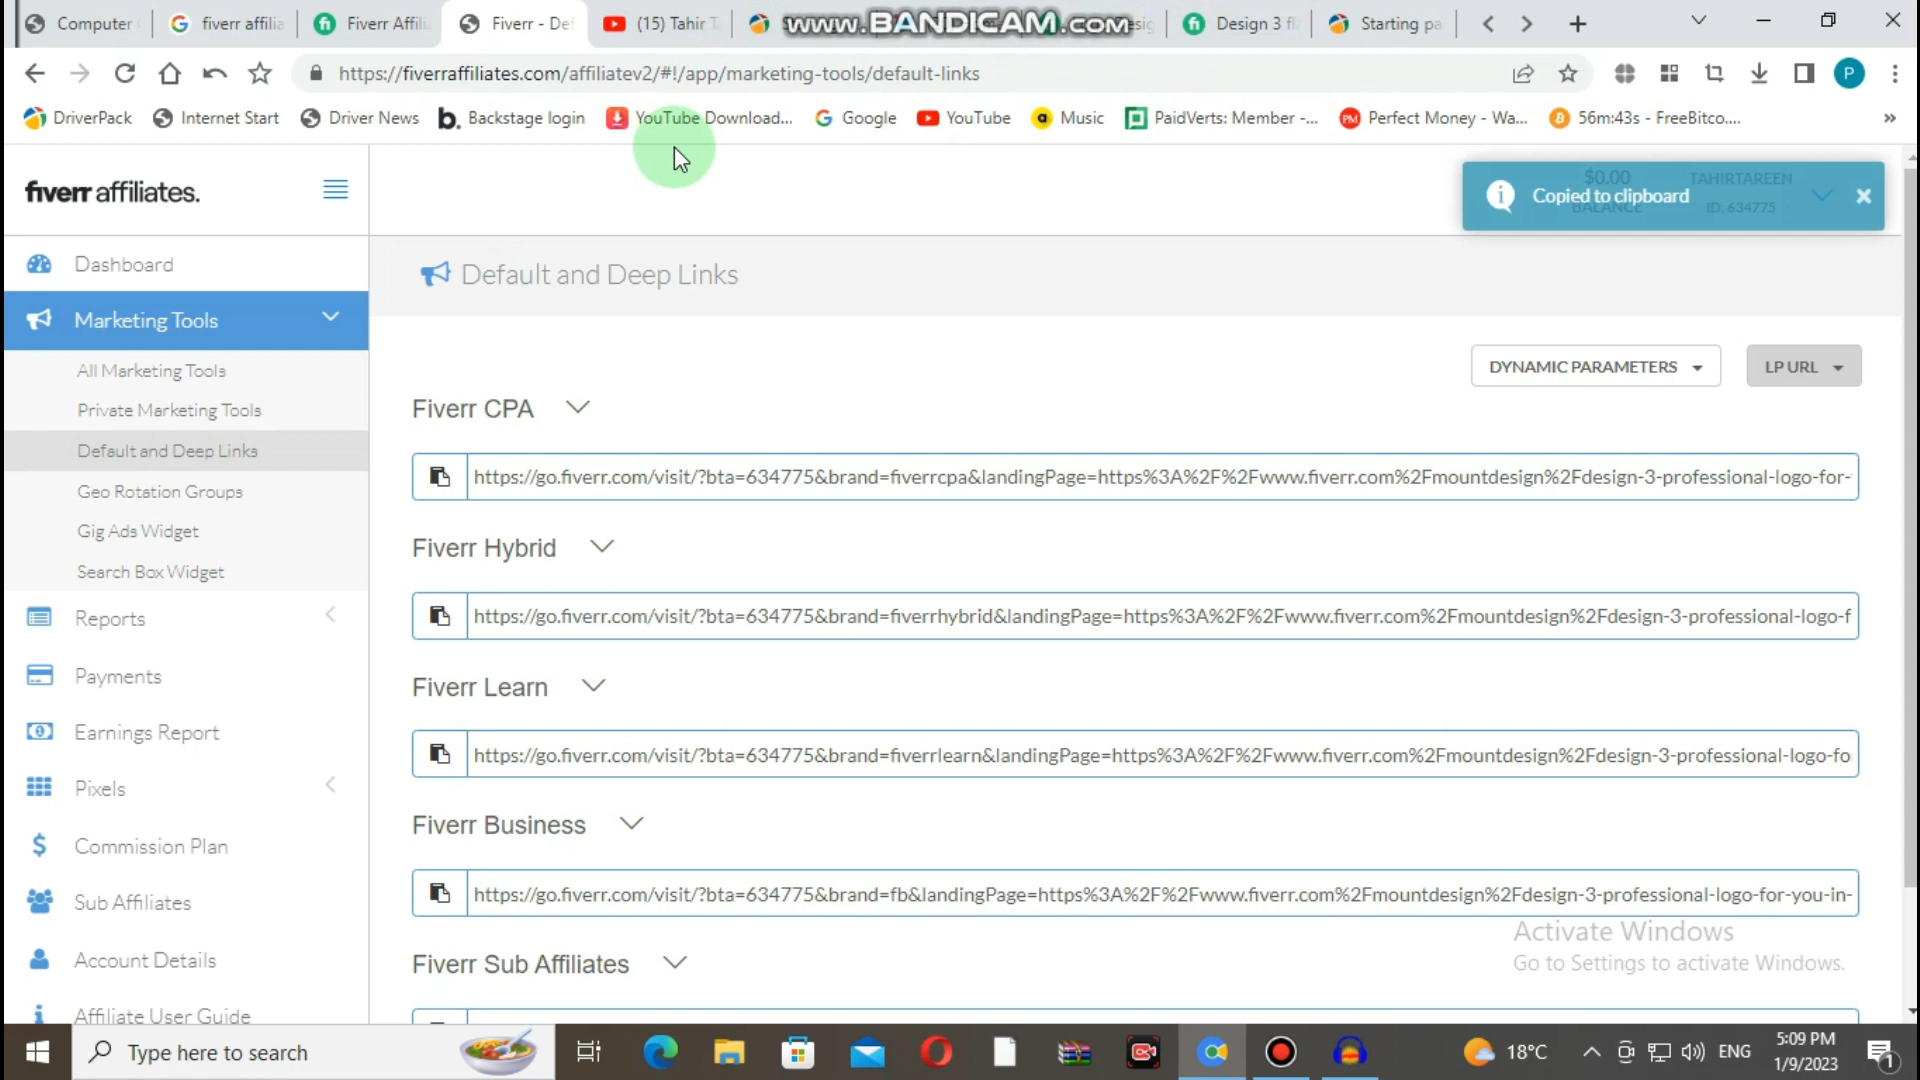 Computer
fiverr affilia
Fiverr Affili
Fiverr - De
(15) Tahir T
www.BANDICAM.com
Design 3 fl
Starting pa
https://fiverraffiliates.com/affiliatev2/#!/app/marketing-tools/default-links
P
DriverPack
Internet Start
Driver News
b.
Backstage login
YouTube Download...
Google
YouTube
Music
PaidVerts: Member -...
PM
Perfect Money - Wa...
56m:43s - FreeBitco....
»
fiverr affiliates.
$0.00
BALANCE
TAHIRTAREEN
ID: 634775
Copied to clipboard
Dashboard
Marketing Tools
All Marketing Tools
Private Marketing Tools
Default and Deep Links
Geo Rotation Groups
Gig Ads Widget
Search Box Widget
Reports
Payments
Earnings Report
Pixels
Commission Plan
Sub Affiliates
Account Details
Affiliate User Guide
Default and Deep Links
DYNAMIC PARAMETERS
LP URL
Fiverr CPA
https://go.fiverr.com/visit/?bta=634775&brand=fiverrcpa&landingPage=https%3A%2F%2Fwww.fiverr.com%2Fmountdesign%2Fdesign-3-professional-logo-for-
Fiverr Hybrid
https://go.fiverr.com/visit/?bta=634775&brand=fiverrhybrid&landingPage=https%3A%2F%2Fwww.fiverr.com%2Fmountdesign%2Fdesign-3-professional-logo-f
Fiverr Learn
https://go.fiverr.com/visit/?bta=634775&brand=fiverrlearn&landingPage=https%3A%2F%2Fwww.fiverr.com%2Fmountdesign%2Fdesign-3-professional-logo-fo
Fiverr Business
https://go.fiverr.com/visit/?bta=634775&brand=fb&landingPage=https%3A%2F%2Fwww.fiverr.com%2Fmountdesign%2Fdesign-3-professional-logo-for-you-in-
Fiverr Sub Affiliates
Activate Windows
Go to Settings to activate Windows.
Type here to search
18°C
ENG
5:09 PM
1/9/2023
1